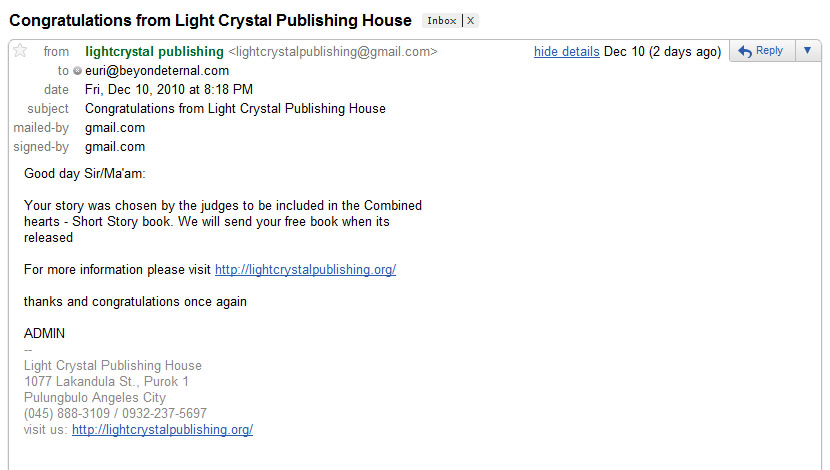 Congratulations from Light Crystal Publishing House Inbox X
from lightcrystal publishing <lightcrystalpublishing@gmail.com> hide details Dec 10 (2 days ago) Reply
to euri@beyondeternal.com
date Fri, Dec 10, 2010 at 8:18 PM
subject Congratulations from Light Crystal Publishing House
mailed-by gmail.com
signed-by gmail.com
Good day Sir/Ma'am:
Your story was chosen by the judges to be included in the Combined
hearts - Short Story book. We will send your free book when its
released
For more information please visit http://lightcrystalpublishing.org/
thanks and congratulations once again
ADMIN
--
Light Crystal Publishing House
1077 Lakandula St., Purok 1
Pulungbulo Angeles City
(045) 888-3109 / 0932-237-5697
visit us: http://lightcrystalpublishing.org/